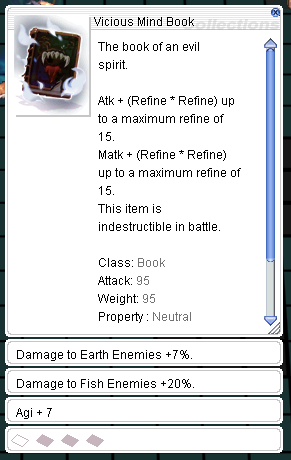 Vicious Mind Book
Collections
The book of an evil
spirit.
Atk + (Refine * Refine) up
to a maximum refine of
15.
Matk + (Refine * Refine)
up to a maximum refine of
15.
This item is
indestructible in battle.
Class: Book
Attack: 95
Weight: 95
Property : Neutral
Damage to Earth Enemies +7%.
Damage to Fish Enemies +20%.
Agi + 7